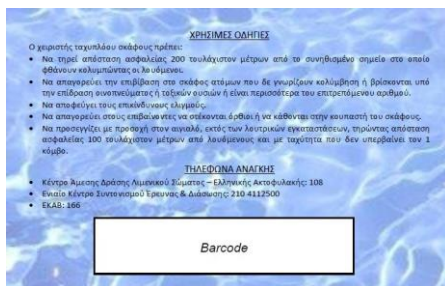 ΧΡΗΣΙΜΕΣ ΟΔΗΓΙΕΣ
Ο χειριστής ταχυπλόου σκάφους πρέπει:
• Να τηρεί απόσταση ασφαλείας 200 τουλάχιστον μέτρων από το συνηθισμένο σημείο στο οποίο
φθάνουν κολυμπώντας οι λουόμενοι.
• Να απαγορεύει την επιβίβαση στο σκάφος ατόμων που δε γνωρίζουν κολύμβηση ή βρίσκονται υπό
την επίδραση οινοπνεύματος ή τοξικών ουσιών ή είναι περισσότερα του επιτρεπόμενου αριθμού.
• Να αποφεύγει τους επικίνδυνους ελιγμούς.
• Να απαγορεύει στους επιβαίνοντες να στέκονται όρθιοι ή να κάθονται στην κουπαστή του σκάφους.
• Να προσεγγίζει με προσοχή στον αιγιαλό, εκτός των λουτρικών εγκαταστάσεων, τηρώντας απόσταση
ασφαλείας 100 τουλάχιστον μέτρων από λουόμενους και με ταχύτητα που δεν υπερβαίνει τον 1
κόμβο.
ΤΗΛΕΦΩΝΑ ΑΝΑΓΚΗΣ
• Κέντρο Άμεσης Δράσης Λιμενικού Σώματος – Ελληνικής Ακτοφυλακής: 108
• Ενιαίο Κέντρο Συντονισμού Έρευνας & Διάσωσης: 210 4112500
• ΕΚΑΒ: 166
Barcode